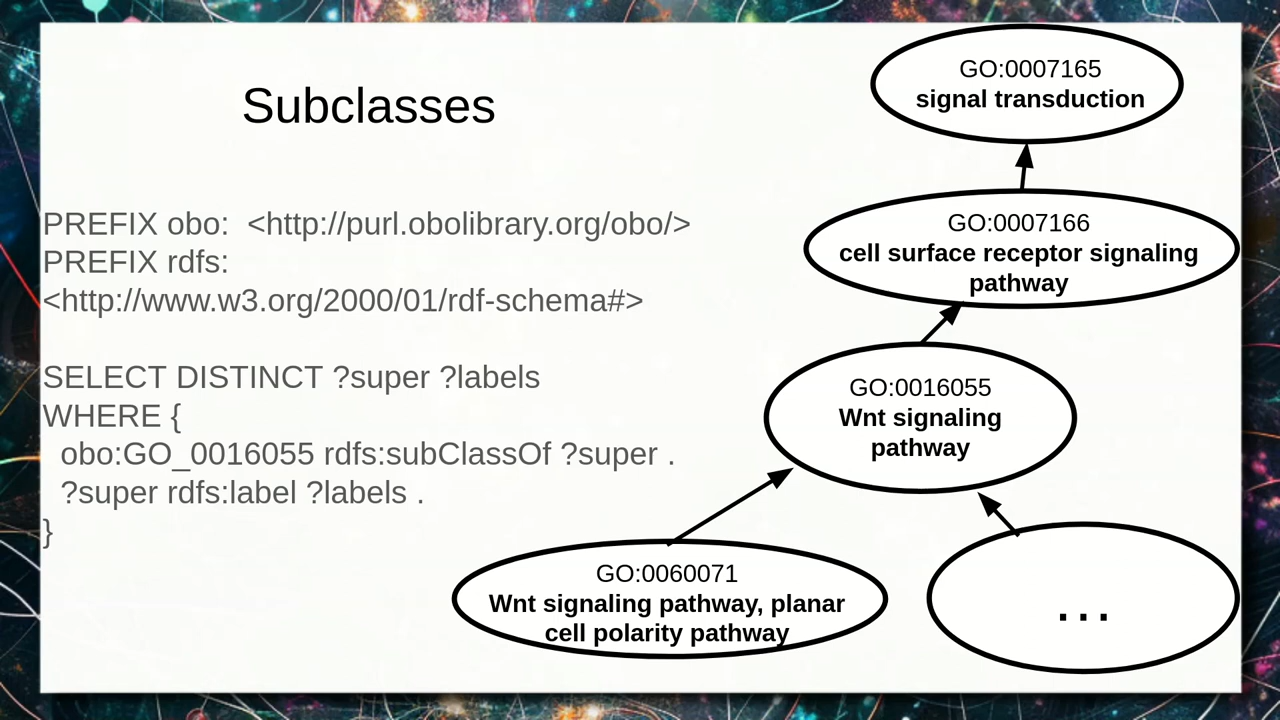 Subclasses
PREFIX obo:  <http://purl.obolibrary.org/obo/>
PREFIX rdfs:
<http://www.w3.org/2000/01/rdf-schema#>
SELECT DISTINCT ?super ?labels
WHERE {
  obo:GO_0016055 rdfs:subClassOf ?super .
  ?super rdfs:label ?labels .
}
GO:0007165
signal transduction
GO:0007166
cell surface receptor signaling
pathway
GO:0016055
Wnt signaling
pathway
GO:0060071
Wnt signaling pathway, planar
cell polarity pathway
...